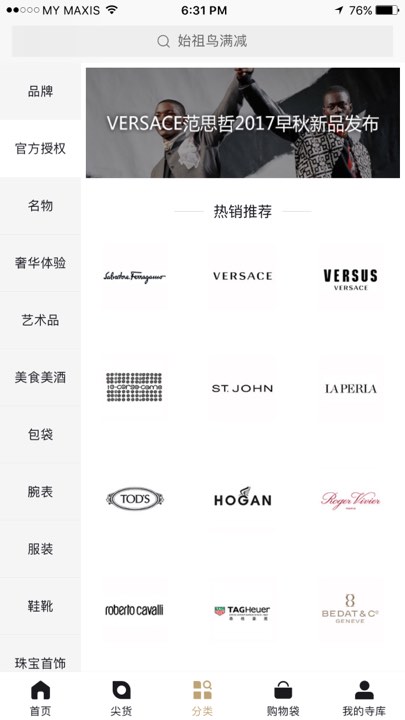 MY MAXIS 6:31 PM 76%
始祖鸟满减
品牌
官方授权
名物
奢华体验
艺术品
美食美酒
包袋
腕表
服装
鞋靴
珠宝首饰
VERSACE范思哲2017早秋新品发布
热销推荐
Salvatore Ferragamo
VERSACE
VERSUS
VERSACE
10·corso·como
ST. JOHN
LA PERLA
TOD'S
HOGAN
Roger Vivier
PARIS
roberto cavalli
TAGHeuer
BEDAT & Co
GENEVE
首页
尖货
分类
购物袋
我的寺库